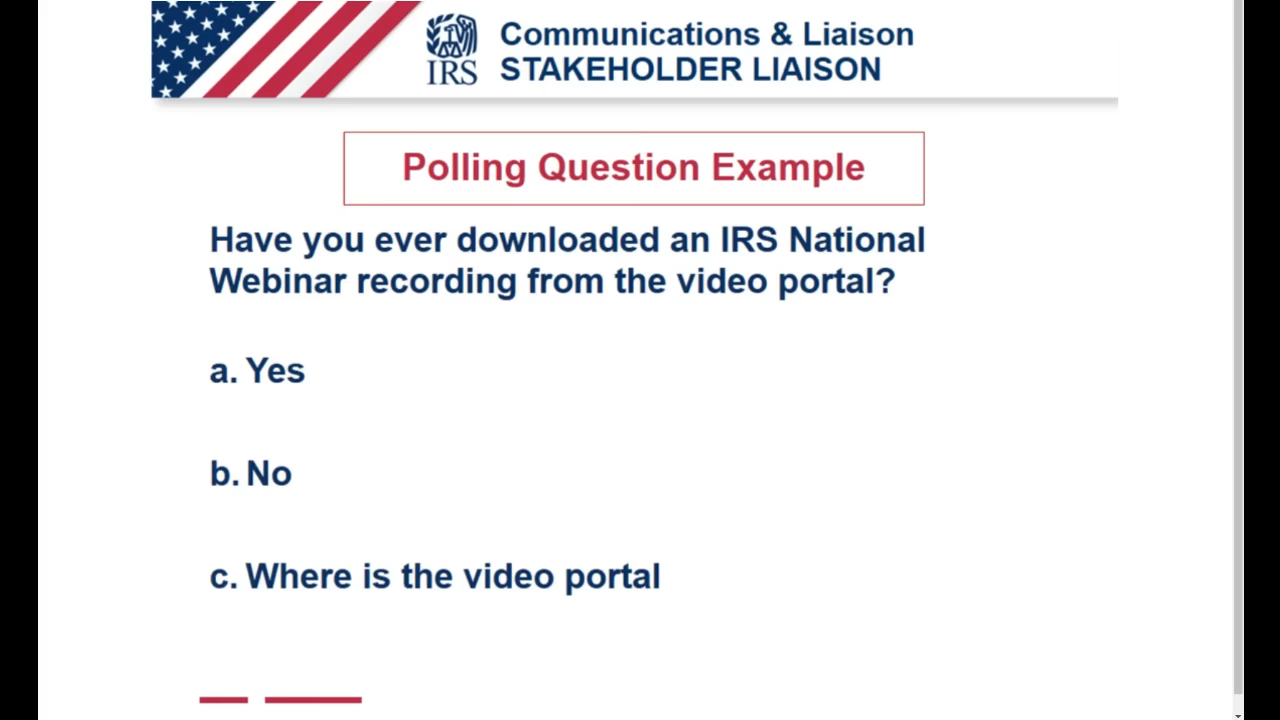 IRS
Communications & Liaison
STAKEHOLDER LIAISON
Polling Question Example
Have you ever downloaded an IRS National
Webinar recording from the video portal?
a. Yes
b. No
c. Where is the video portal